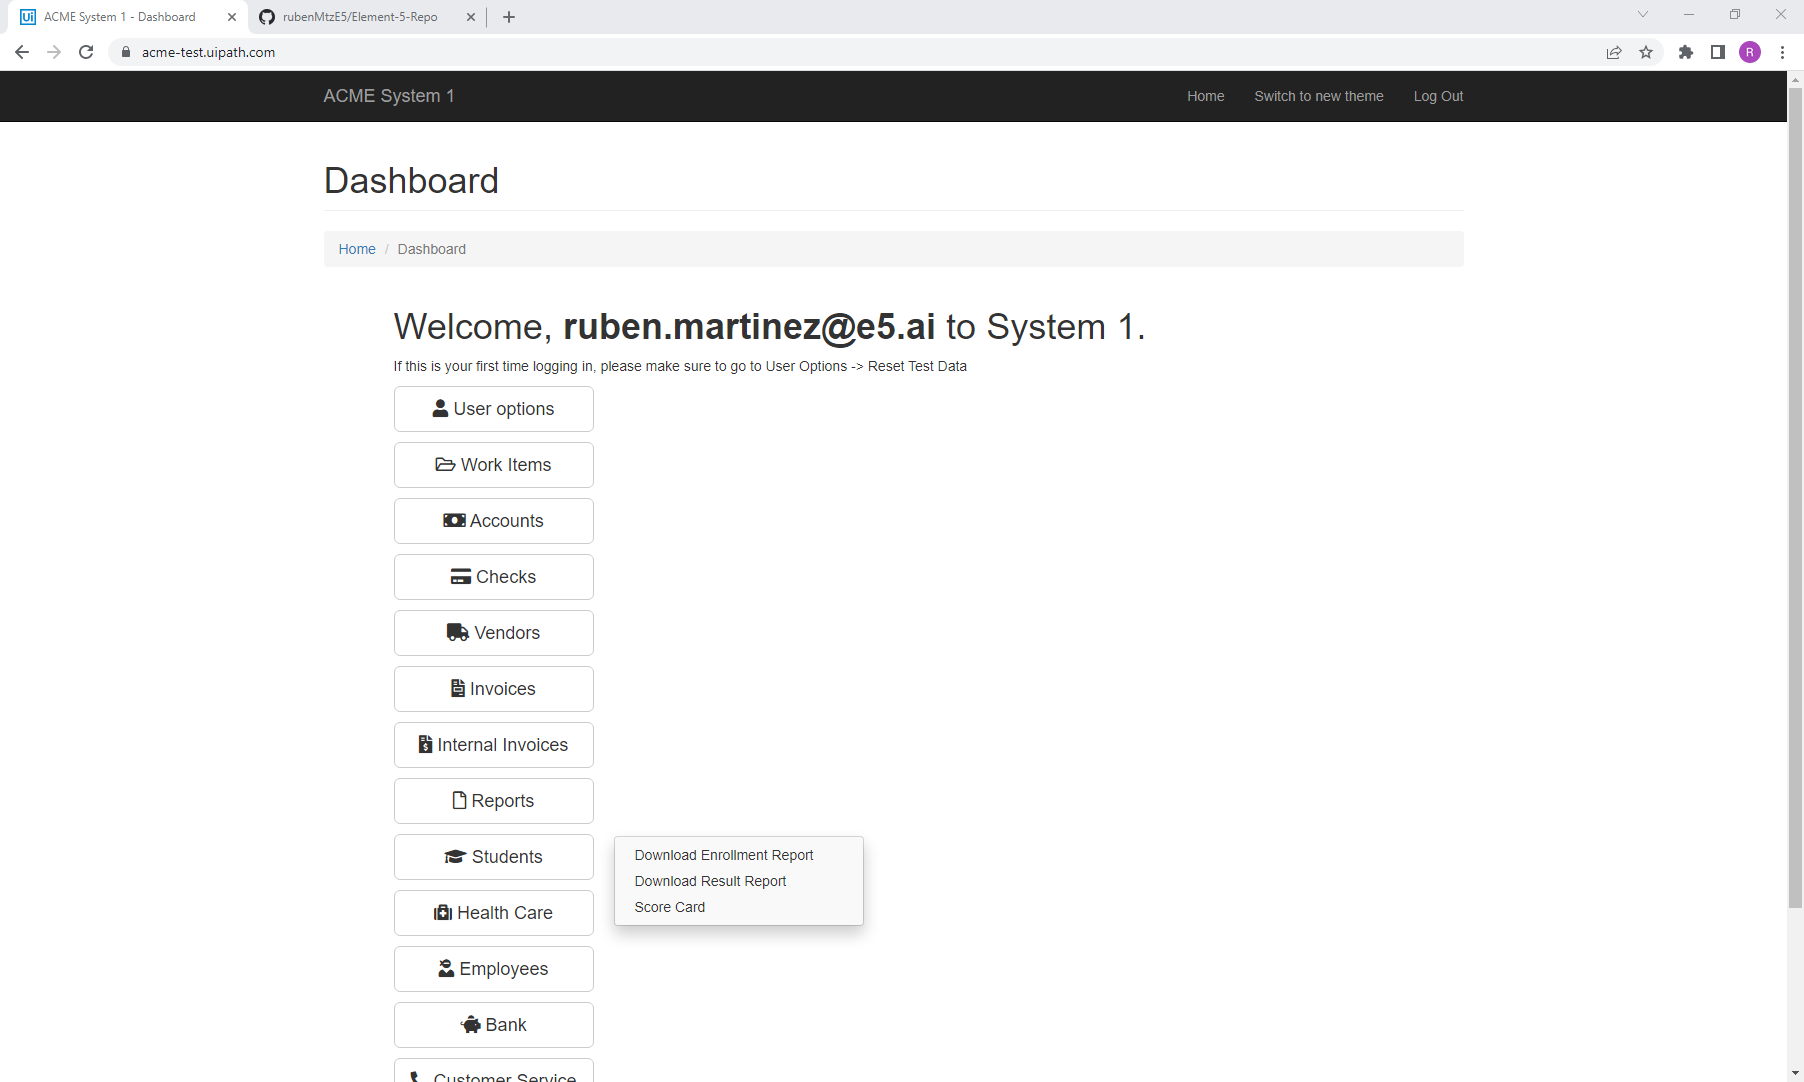 Ui ACME System 1 - Dashboard
rubenMtzE5/Element-5-Repo
acme-test.uipath.com
R
ACME System 1
Home
Switch to new theme
Log Out
Dashboard
Home / Dashboard
Welcome, ruben.martinez@e5.ai to System 1.
If this is your first time logging in, please make sure to go to User Options -> Reset Test Data
User options
Work Items
Accounts
Checks
Vendors
Invoices
Internal Invoices
Reports
Students
Download Enrollment Report
Download Result Report
Score Card
Health Care
Employees
Bank
Customer Service